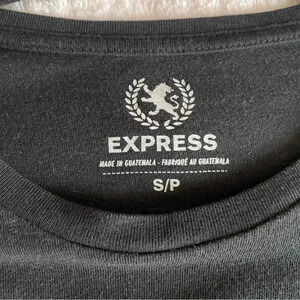 EXPRESS
MADE IN GUATEMALA - FABRIQUÉ AU GUATEMALA
S/P